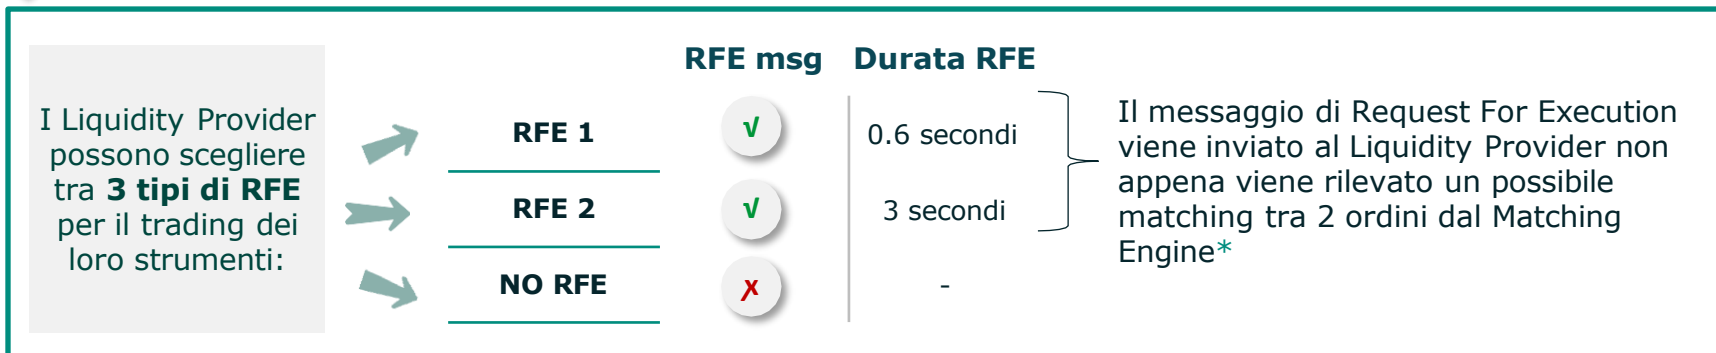 I Liquidity Provider
possono scegliere
tra 3 tipi di RFE
per il trading dei
loro strumenti:
RFE msg Durata RFE
RFE 1 √ 0.6 secondi
RFE 2 √ 3 secondi
NO RFE X -
Il messaggio di Request For Execution
viene inviato al Liquidity Provider non
appena viene rilevato un possibile
matching tra 2 ordini dal Matching
Engine*